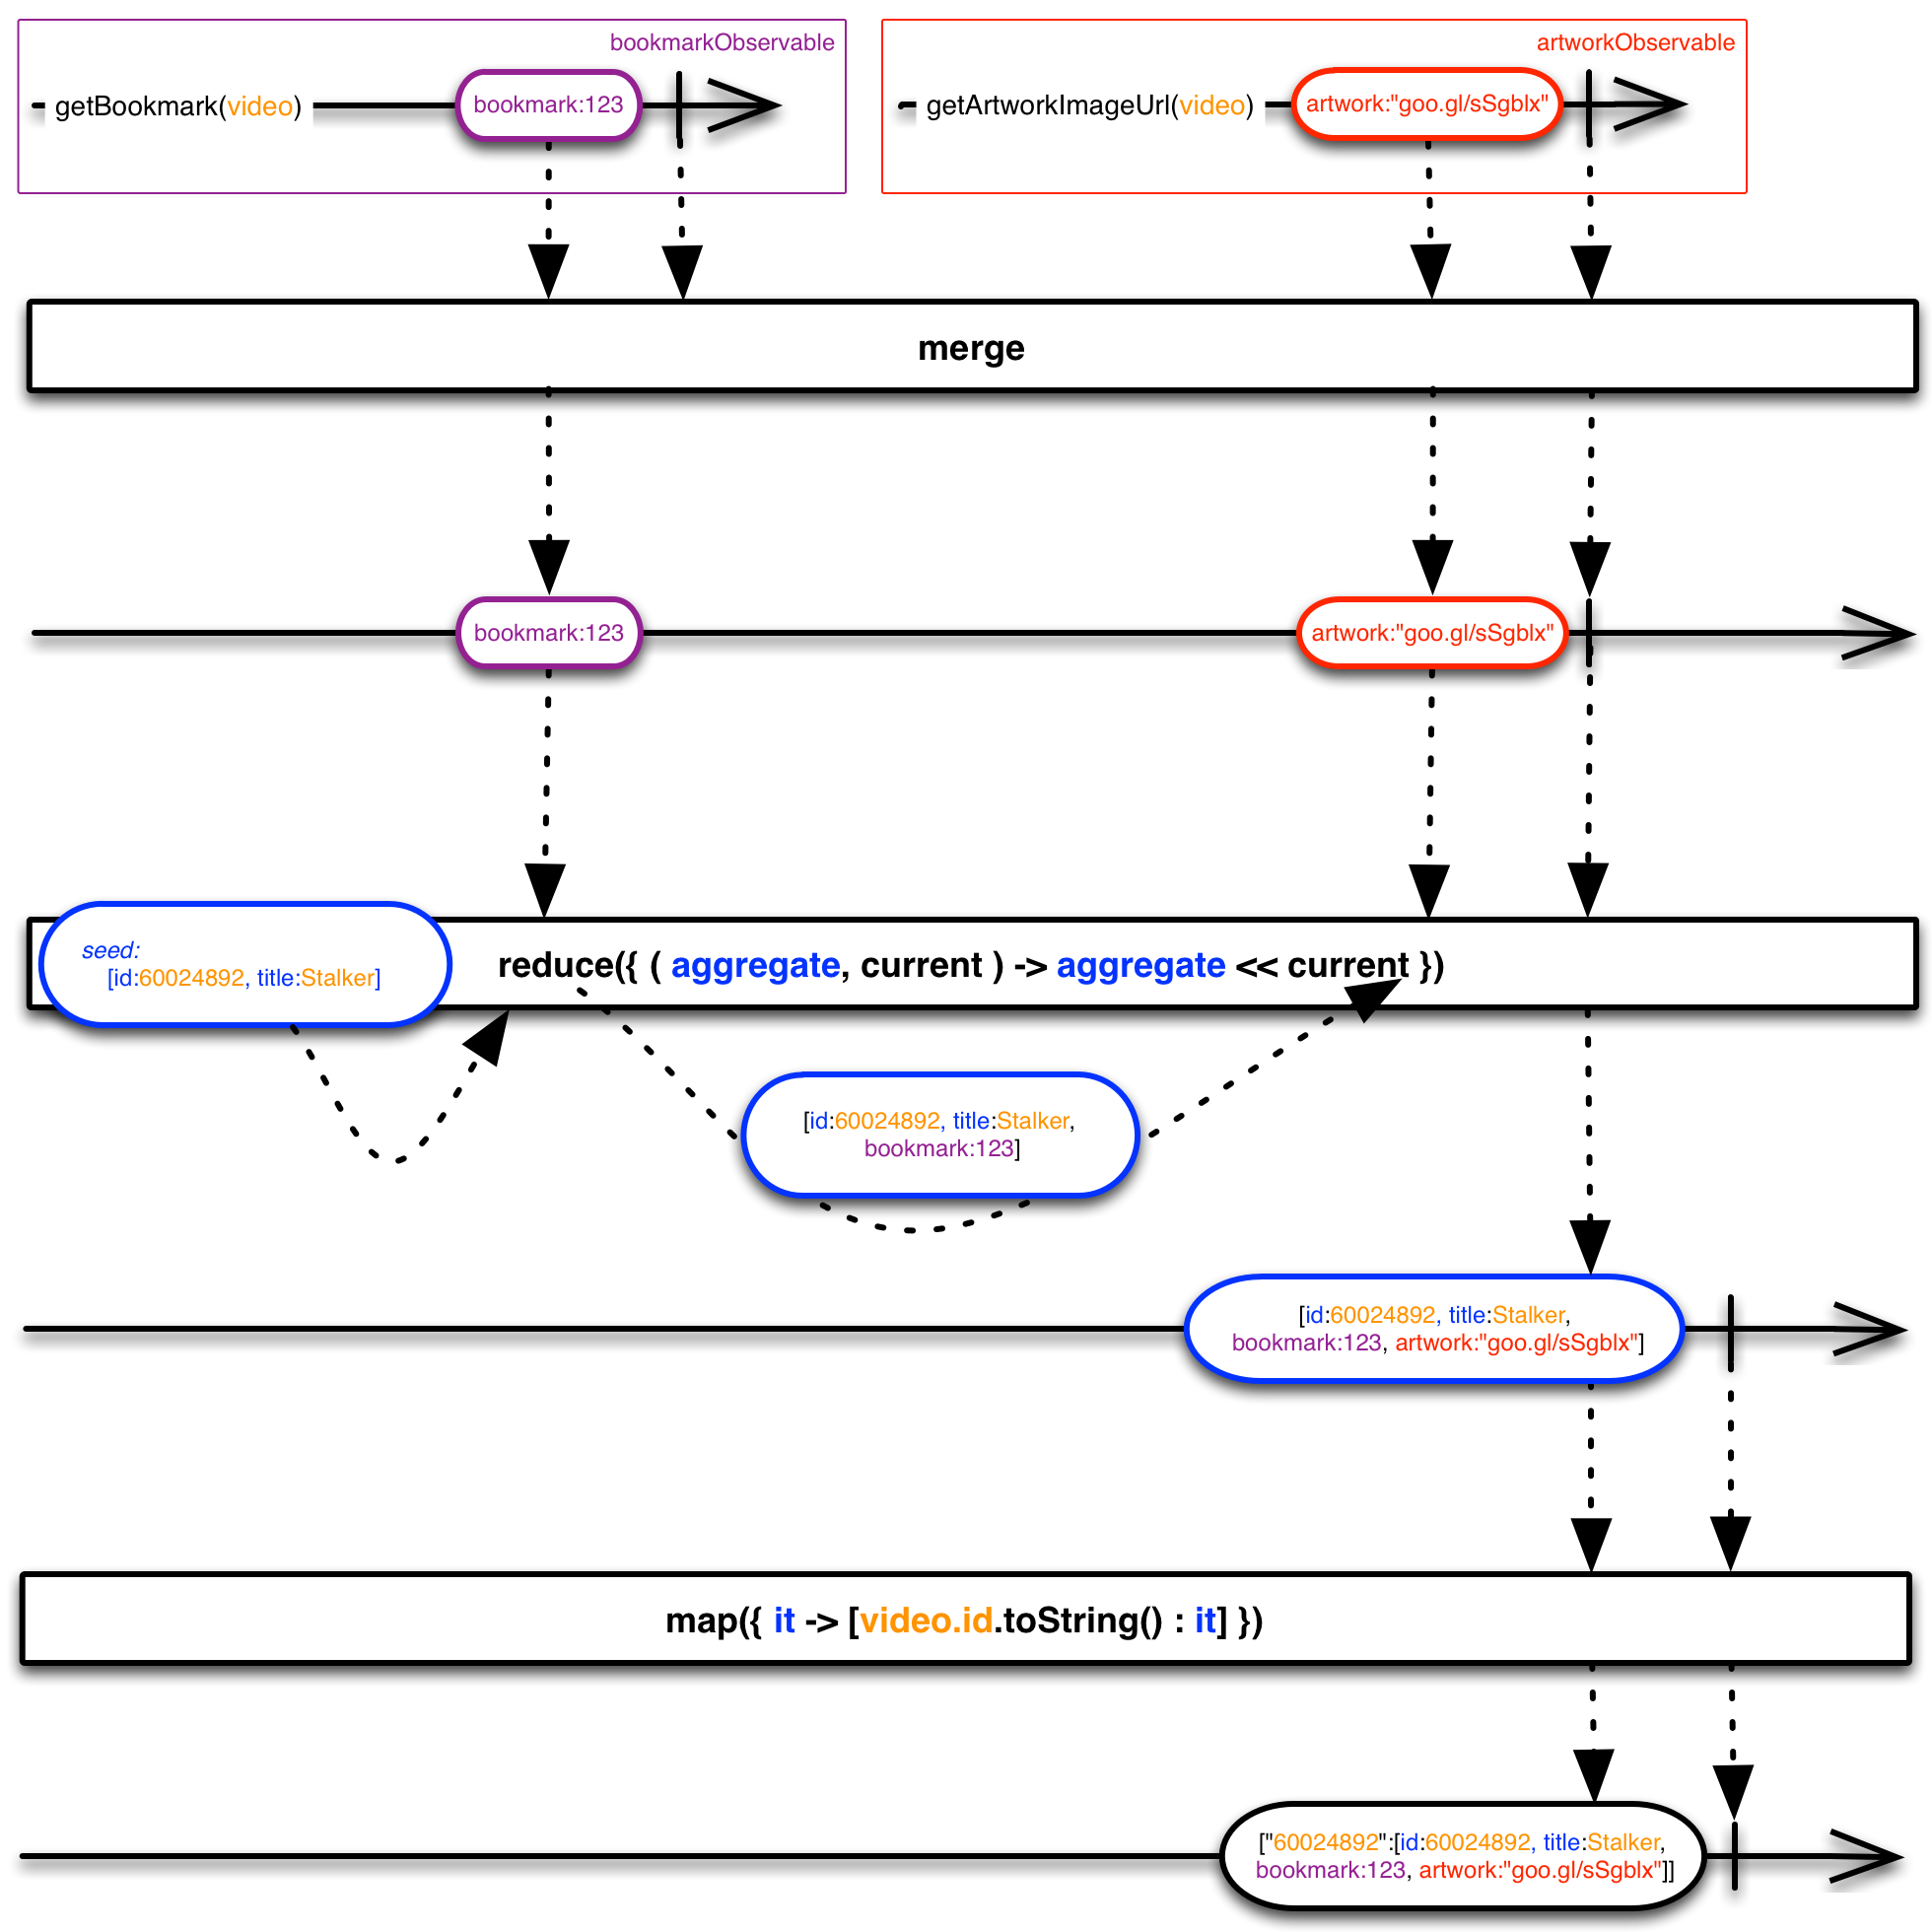 bookmarkObservable
getBookmark(video)
bookmark:123
artworkObservable
getArtworkImageUrl(video)
artwork:"goo.gl/sSgblx"
merge
bookmark:123
artwork:"goo.gl/sSgblx"
seed:
[id:60024892, title:Stalker]
reduce({ ( aggregate, current ) -> aggregate << current })
[id:60024892, title:Stalker,
bookmark:123]
[id:60024892, title:Stalker,
bookmark:123, artwork:"goo.gl/sSgblx"]
map({ it -> [video.id.toString() : it] })
["60024892":[id:60024892, title:Stalker,
bookmark:123, artwork:"goo.gl/sSgblx"]]